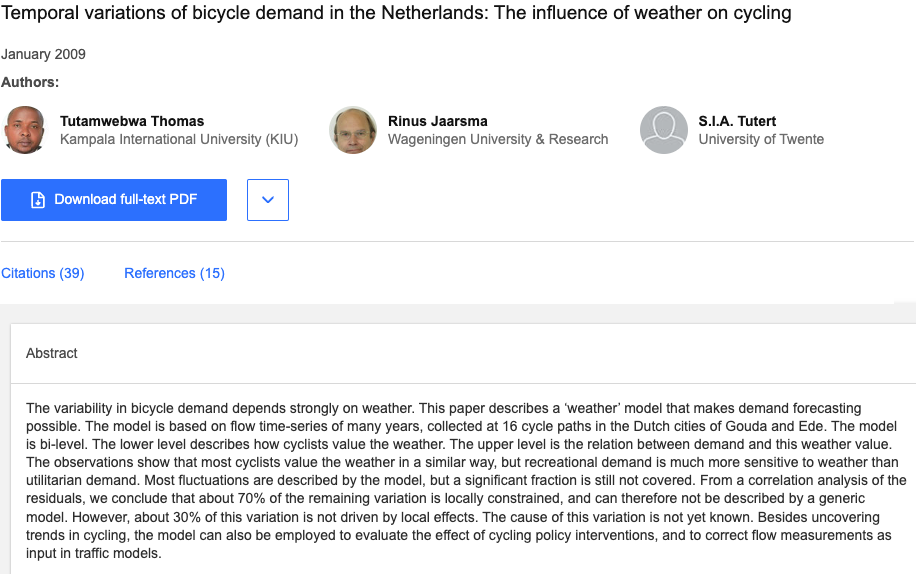 Temporal variations of bicycle demand in the Netherlands: The influence of weather on cycling
January 2009
Authors:
Tutamwebwa Thomas
Kampala International University (KIU)
Rinus Jaarsma
Wageningen University & Research
S.I.A. Tutert
University of Twente
Download full-text PDF
Citations (39)
References (15)
Abstract
The variability in bicycle demand depends strongly on weather. This paper describes a ‘weather’ model that makes demand forecasting
possible. The model is based on flow time-series of many years, collected at 16 cycle paths in the Dutch cities of Gouda and Ede. The model
is bi-level. The lower level describes how cyclists value the weather. The upper level is the relation between demand and this weather value.
The observations show that most cyclists value the weather in a similar way, but recreational demand is much more sensitive to weather than
utilitarian demand. Most fluctuations are described by the model, but a significant fraction is still not covered. From a correlation analysis of the
residuals, we conclude that about 70% of the remaining variation is locally constrained, and can therefore not be described by a generic
model. However, about 30% of this variation is not driven by local effects. The cause of this variation is not yet known. Besides uncovering
trends in cycling, the model can also be employed to evaluate the effect of cycling policy interventions, and to correct flow measurements as
input in traffic models.